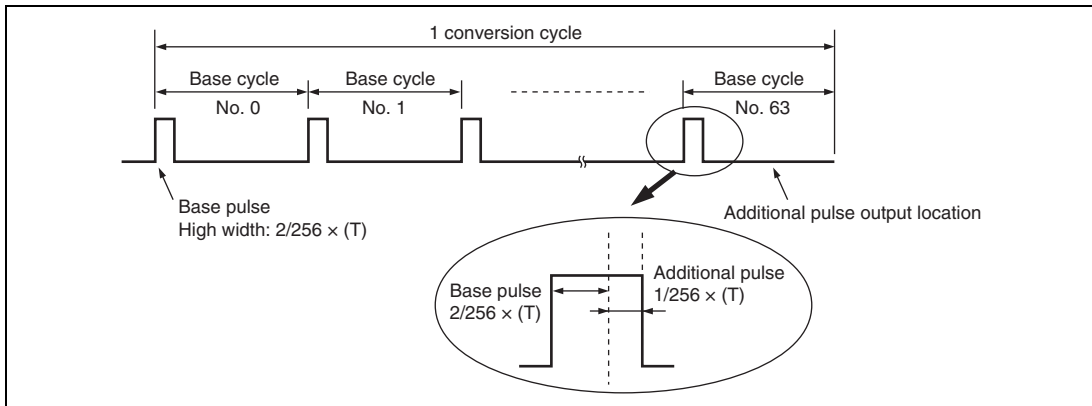 1 conversion cycle
Base cycle
No. 0
Base cycle
No. 1
Base cycle
No. 63
Base pulse
High width: 2/256 × (T)
Additional pulse output location
Base pulse
2/256 × (T)
Additional pulse
1/256 × (T)